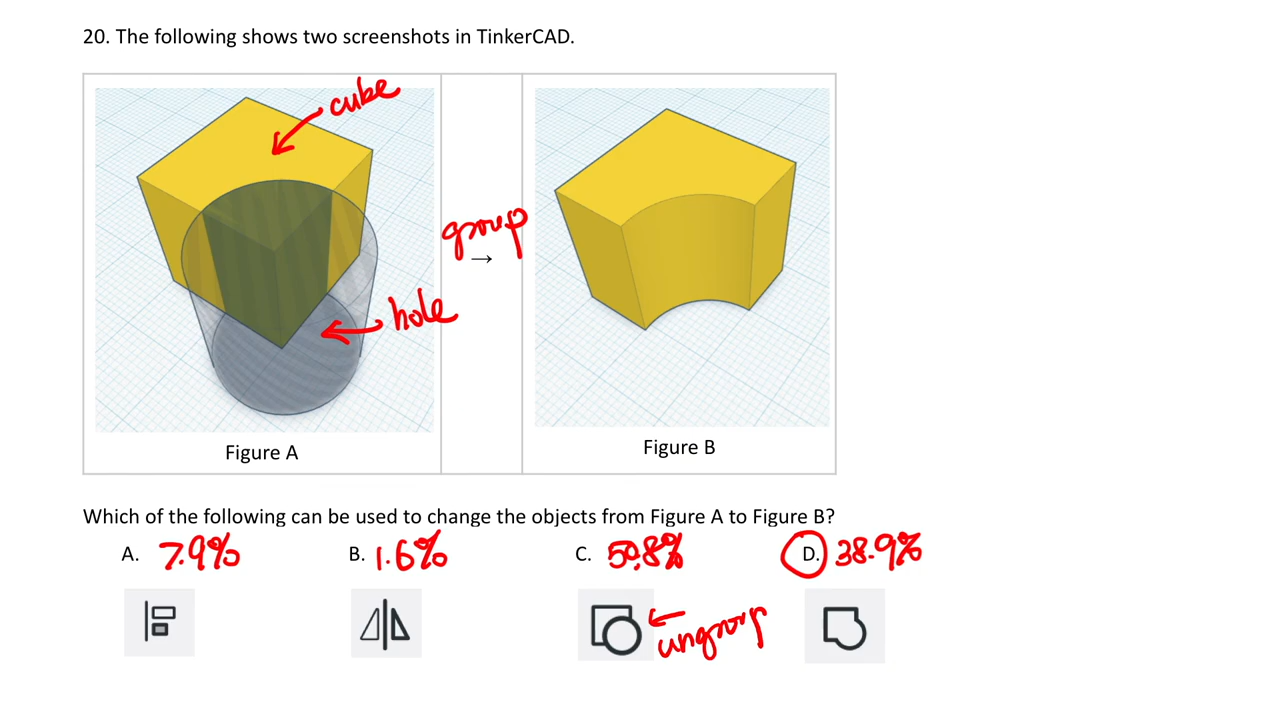 20. The following shows two screenshots in TinkerCAD.
cube
group
→
hole
Figure A
Figure B
Which of the following can be used to change the objects from Figure A to Figure B?
A. 7.9% B. 1.6% C. 50.8% D. 38.9%
ungroup